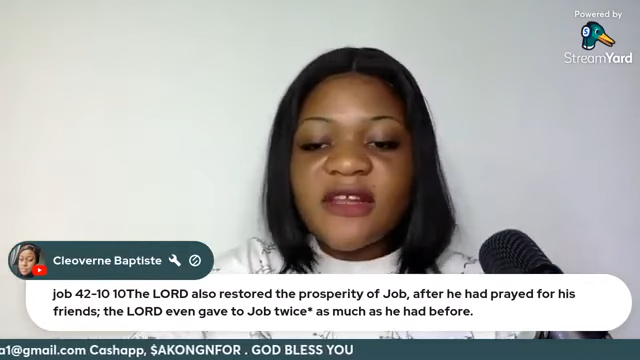 Powered by
StreamYard
Cleoverne Baptiste
job 42-10 10The LORD also restored the prosperity of Job, after he had prayed for his
friends; the LORD even gave to Job twice* as much as he had before.
a1@gmail.com Cashapp, $AKONGNFOR . GOD BLESS YOU